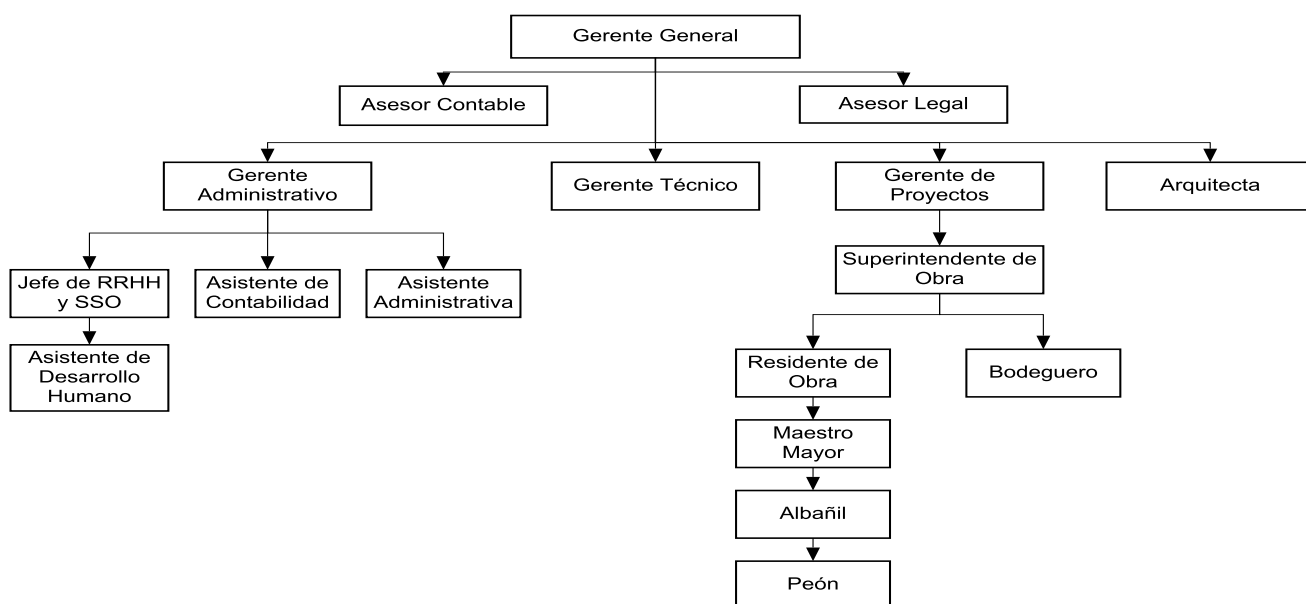 Gerente General
Asesor Contable
Asesor Legal
Gerente
Administrativo
Gerente Técnico
Gerente de
Proyectos
Arquitecta
Jefe de RRHH
y SSO
Asistente de
Contabilidad
Asistente
Administrativa
Superintendente de
Obra
Asistente de
Desarrollo
Humano
Residente de
Obra
Bodeguero
Maestro
Mayor
Albañil
Peón